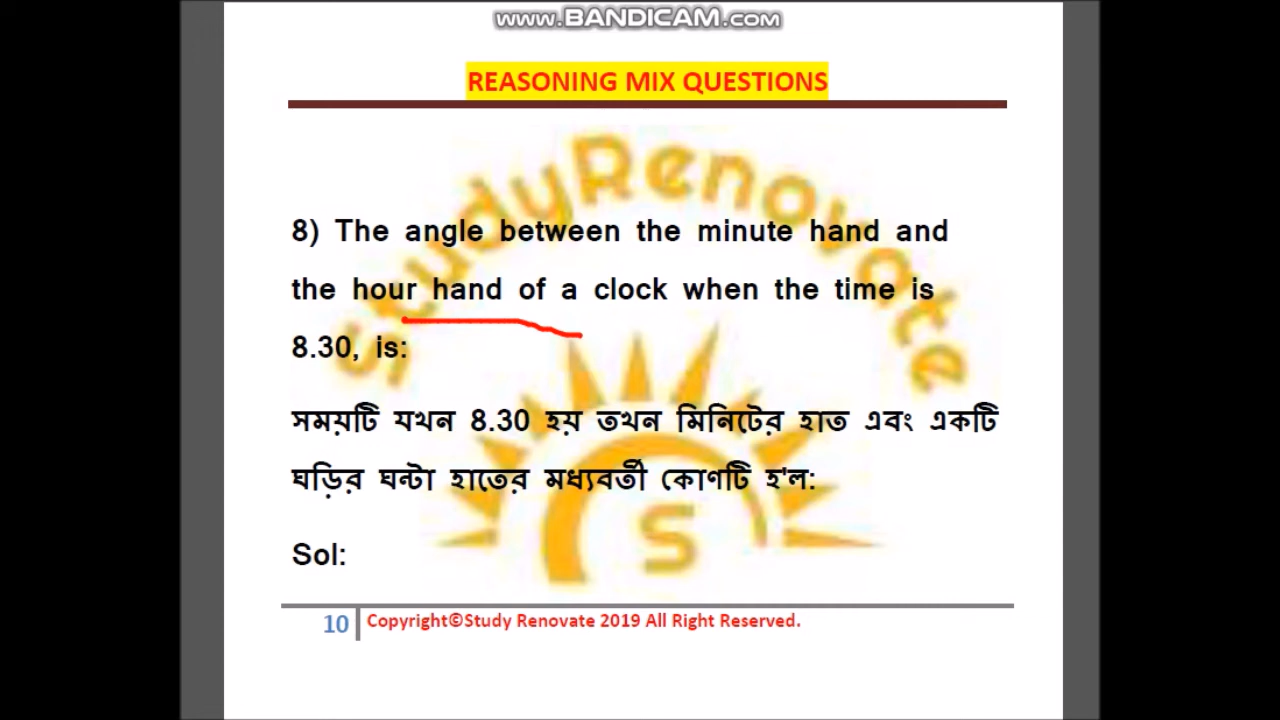 www.BANDICAM.com
REASONING MIX QUESTIONS
StudyRenovate
8) The angle between the minute hand and
the hour hand of a clock when the time is
8.30, is:
সময়টি যখন 8.30 হয় তখন মিনিটের হাত এবং একটি
ঘড়ির ঘন্টা হাতের মধ্যবর্তী কোণটি হ'ল:
S
Sol:
10 Copyright©Study Renovate 2019 All Right Reserved.